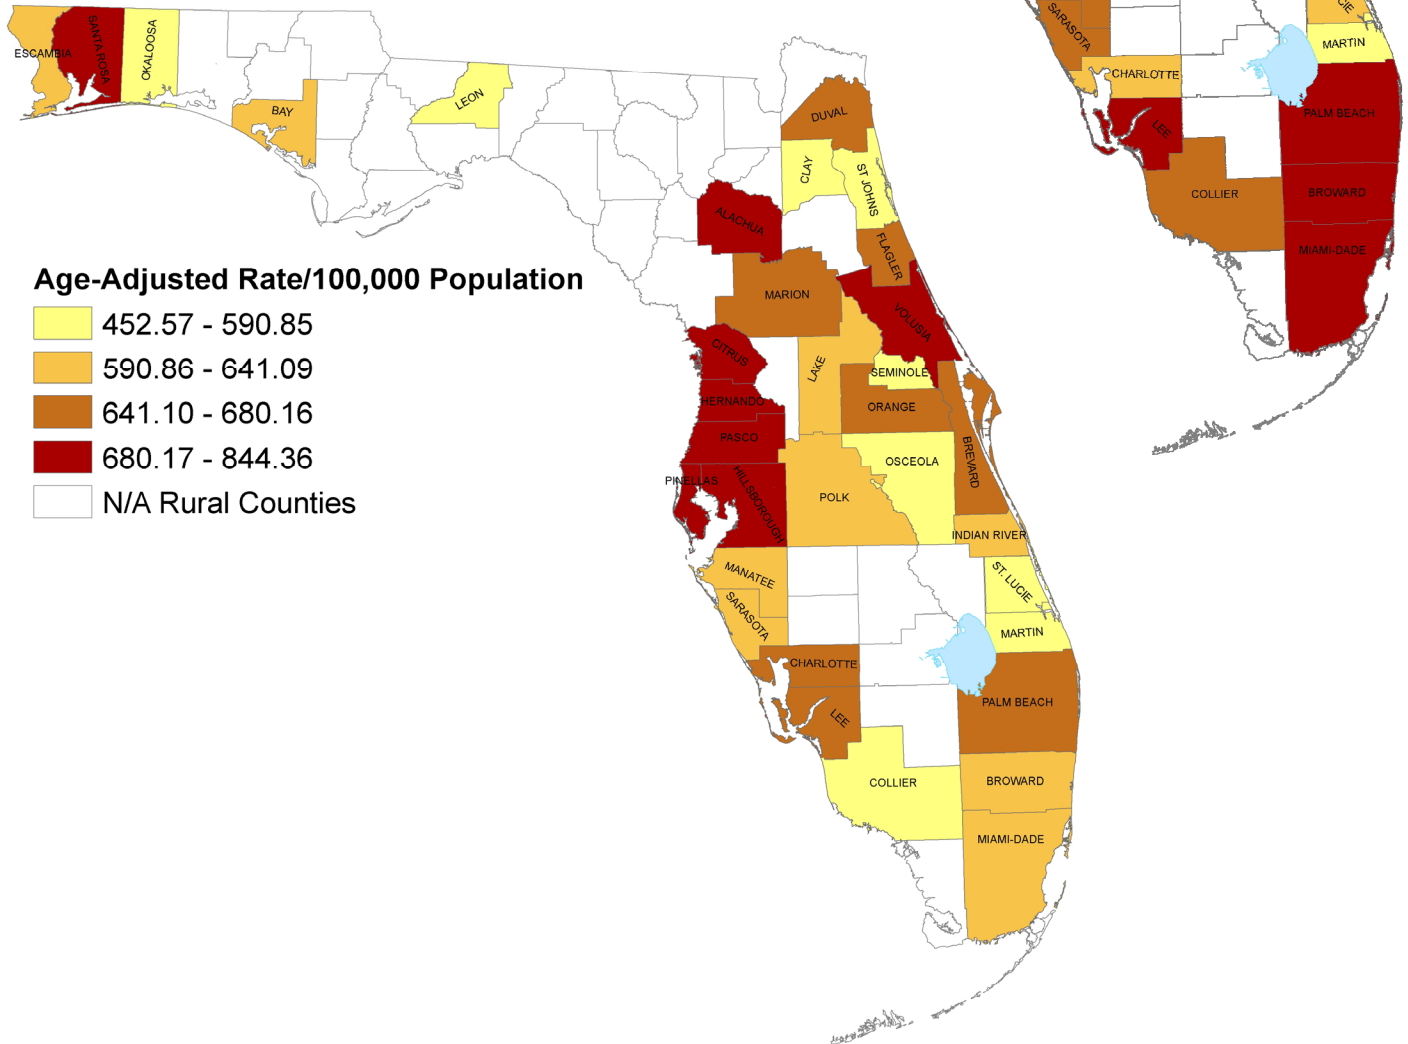 SARASOTA
CIE
MARTIN
CHARLOTTE
PALM BEACH
LEE
COLLIER
BROWARD
MIAMI-DADE
ESCAMBIA
SANTA ROSA
OKALOOSA
BAY
LEON
DUVAL
CLAY
ST JOHNS
ALACHUA
FLAGLER
MARION
VOLUSIA
CITRUS
LAKE
SEMINOLE
HERNANDO
ORANGE
PASCO
BREVARD
OSCEOLA
PINELLAS
HILLSBOROUGH
POLK
INDIAN RIVER
MANATEE
ST. LUCIE
SARASOTA
MARTIN
CHARLOTTE
LEE
PALM BEACH
COLLIER
BROWARD
MIAMI-DADE
Age-Adjusted Rate/100,000 Population
452.57 - 590.85
590.86 - 641.09
641.10 - 680.16
680.17 - 844.36
N/A Rural Counties